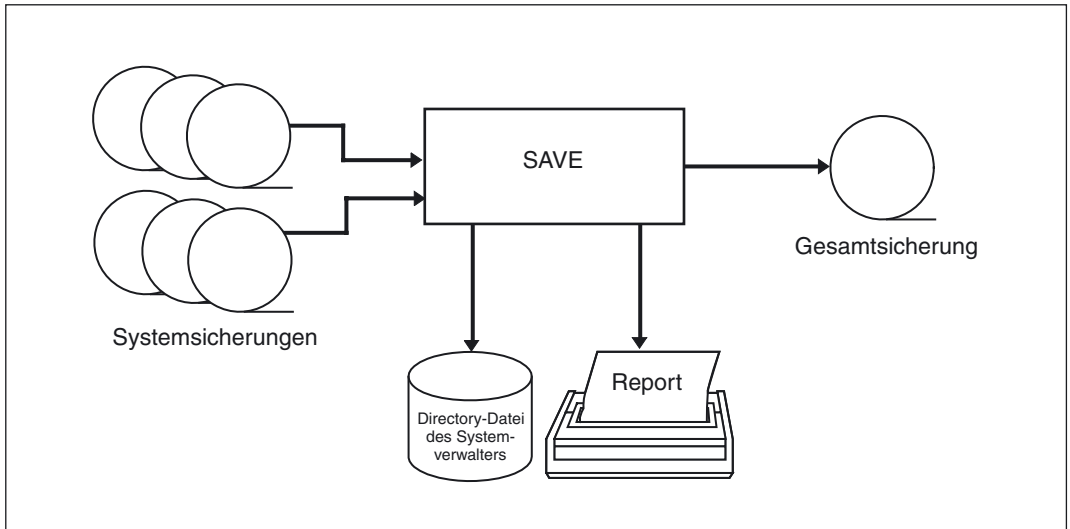 SAVE
Gesamtsicherung
Systemsicherungen
Report
Directory-Datei
des System-
verwalters